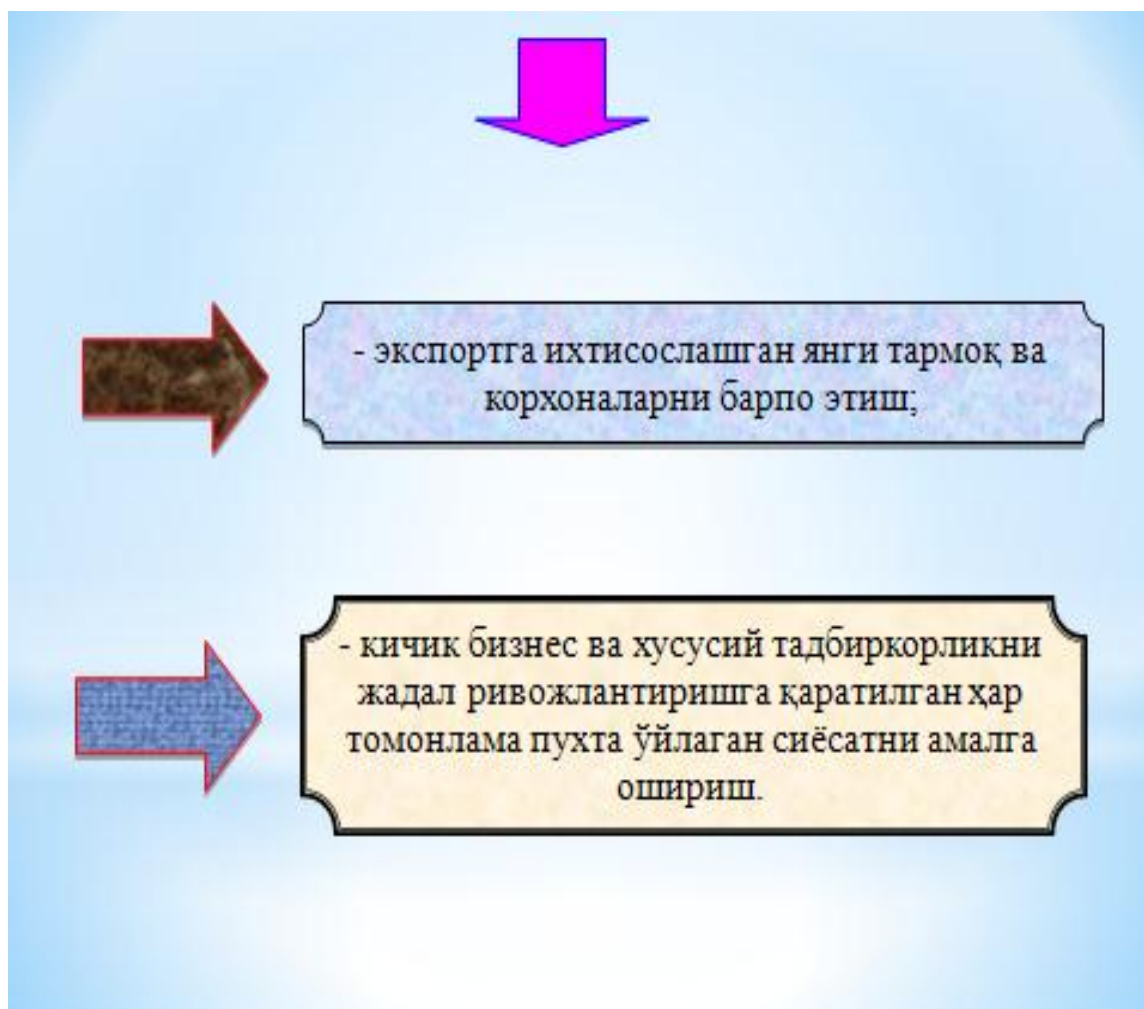 - экспортга ихтисослашган янги тармоқ ва
корхоналарни барпо этиш;
- кичик бизнес ва хусусий тадбиркорликни
жадал ривожлантиришга қаратилган ҳар
томонлама пухта ўйлаган сиёсатни амалга
ошириш.